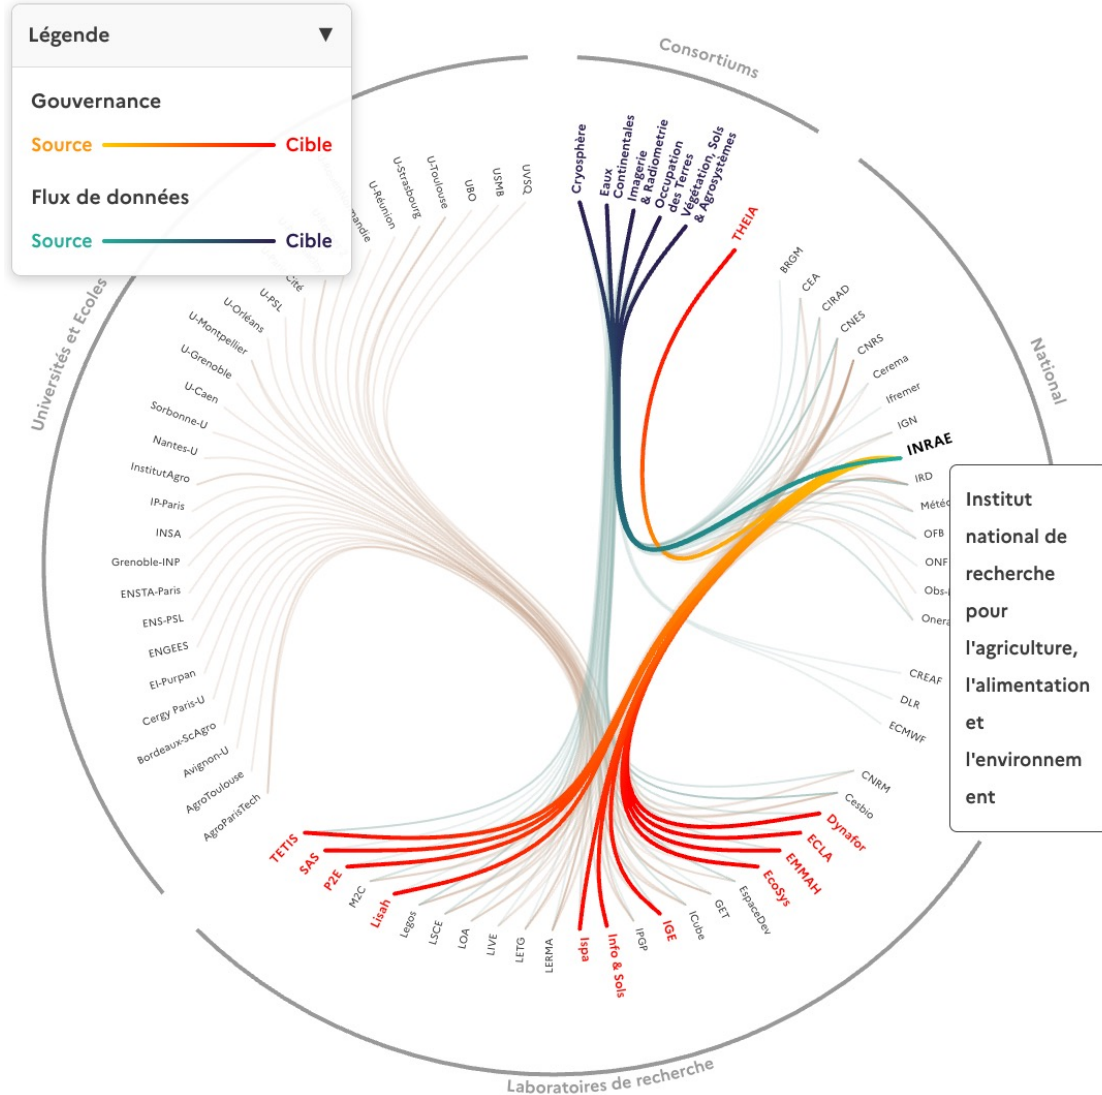 Légende ▼
Gouvernance
Source Cible
Flux de données
Source Cible
Consortiums
Cryosphère
Eaux
Continentales
Imagerie
& Radiometrie
Occupation
des Terres
Végétation, Sols
& Agrosystèmes
THEIA
National
BRGM
CEA
CIRAD
CNES
CNRS
Cerema
Ifremer
IGN
INRAE
IRD
OFB
ONF
Institut
national de
recherche
pour
l'agriculture,
l'alimentation
et
l'environnem
ent
CREAF
DLR
ECMWF
CNRM
Cesbio
Dynafor
ECLA
EMMAH
EcoSys
EspaceDev
GET
ICube
IGE
IPGP
Info & Sols
Ispa
LERMA
LETG
LIVE
LOA
LSCE
Legos
Lisah
M2C
P2E
SAS
TETIS
Laboratoires de recherche
AgroParisTech
AgroToulouse
Avignon-U
Bordeaux-ScAgro
Cergy Paris-U
EI-Purpan
ENGEES
ENS-PSL
ENSTA-Paris
Grenoble-INP
INSA
IP-Paris
InstitutAgro
Nantes-U
Sorbonne-U
U-Caen
U-Grenoble
U-Montpellier
U-Orléans
U-PSL
U-Réunion
U-Strasbourg
U-Toulouse
UBO
USMB
UVSQ
Universités et Ecoles